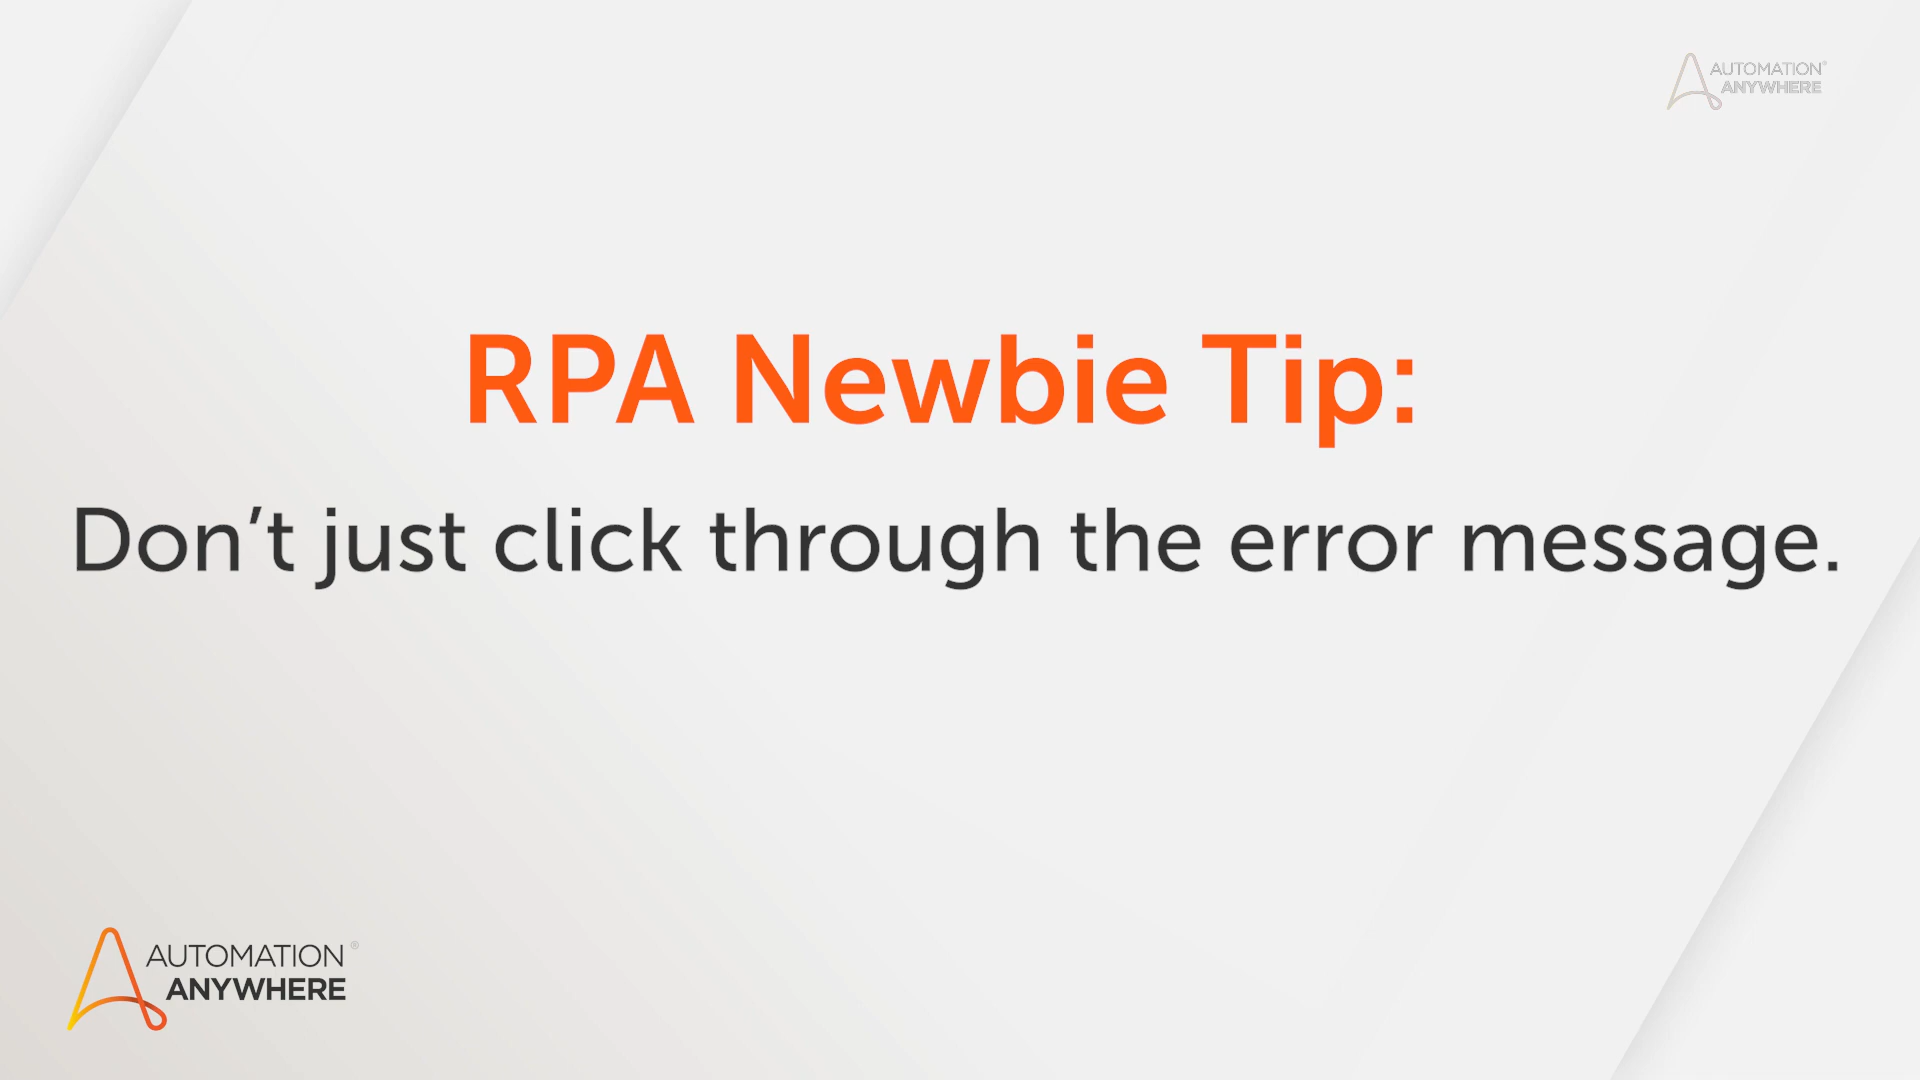 AUTOMATION®
ANYWHERE
RPA Newbie Tip:
Don’t just click through the error message.
AUTOMATION®
ANYWHERE